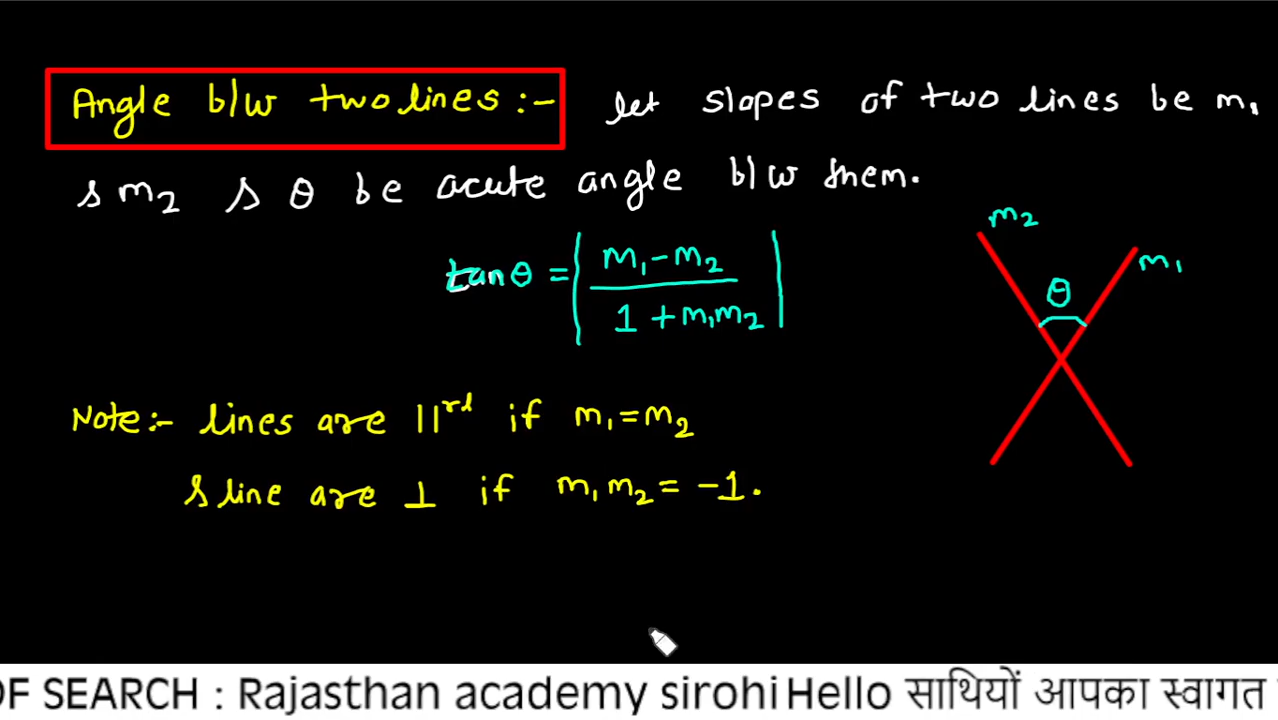 Angle b/w two lines :- let slopes of two lines be m₁
& m₂ & θ be acute angle b/w them.
m₂
m₁
θ
tanθ = | m₁-m₂ / 1+m₁m₂ |
Note:- lines are ||ʳᵈ if m₁=m₂
& line are ⊥ if m₁m₂ = -1.
OF SEARCH : Rajasthan academy sirohi Hello साथियों आपका स्वागत